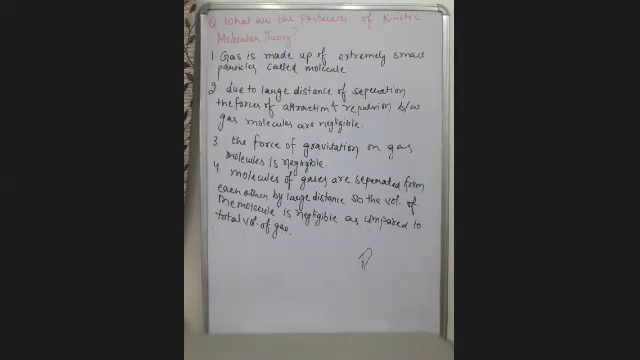 Q. What are the Postulates of Kinetic
Molecular Theory?
1. Gas is made up of extremely small
particles called molecule.
2. due to large distance of seperation
the forces of attraction & repulsion b/w
gas molecules are negligible.
3 the force of gravitation on gas
molecules is negligible.
4. molecules of gases are separated from
each other by large distance so the vol. of
the molecule is negligible as compared to
total vol. of gas.